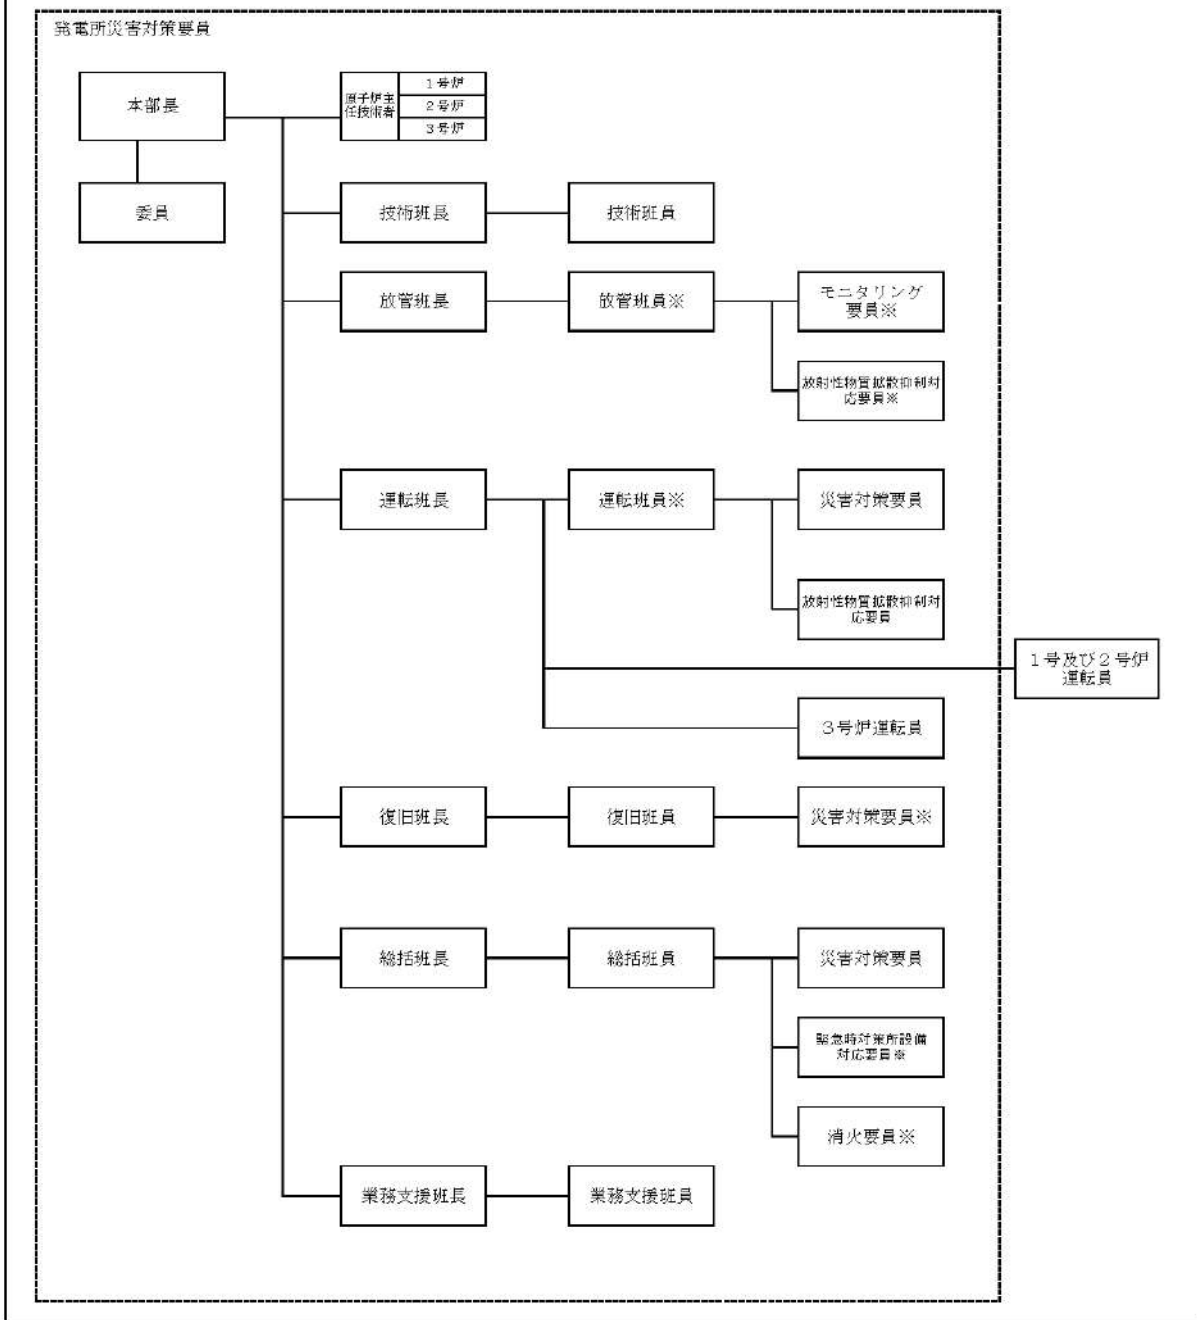 発電所災害対策要員
本部長
委員
原子炉主
任技術者
1号炉
2号炉
3号炉
技術班長
技術班員
放管班長
放管班員※
モニタリング
要員※
放射性物質拡散抑制対
応要員※
運転班長
運転班員※
災害対策要員
放射性物質拡散抑制対
応要員
1号及び2号炉
運転員
3号炉運転員
復旧班長
復旧班員
災害対策要員※
総括班長
総括班員
災害対策要員
緊急時対策所設備
対応要員※
消火要員※
業務支援班長
業務支援班員